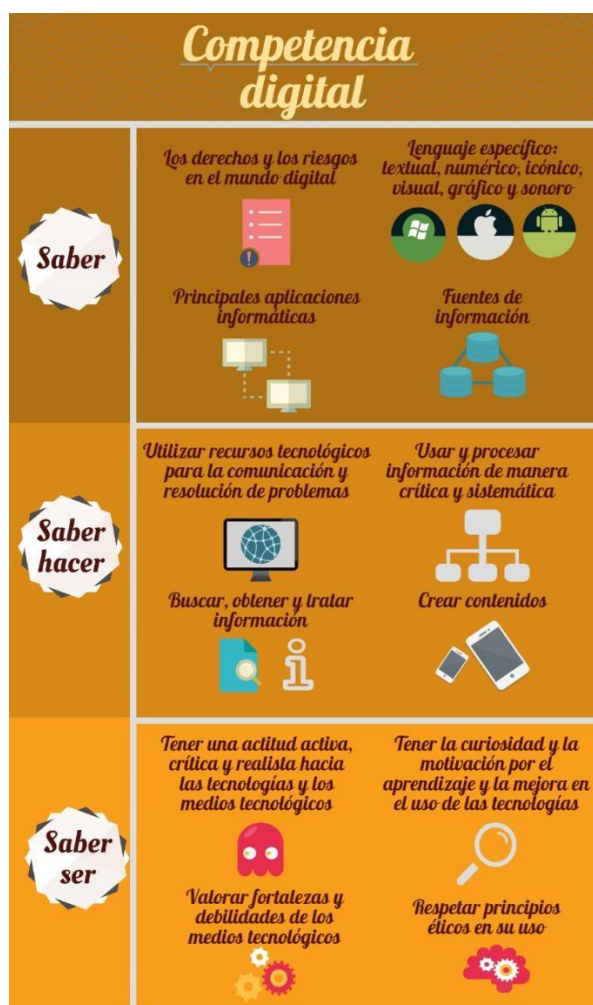 Competencia
digital
Saber
Los derechos y los riesgos
en el mundo digital
Lenguaje específico:
textual, numérico, icónico,
visual, gráfico y sonoro
Principales aplicaciones
informáticas
Fuentes de
información
Saber
hacer
Utilizar recursos tecnológicos
para la comunicación y
resolución de problemas
Usar y procesar
información de manera
crítica y sistemática
Buscar, obtener y tratar
información
Crear contenidos
Saber
ser
Tener una actitud activa,
crítica y realista hacia
las tecnologías y los
medios tecnológicos
Tener la curiosidad y la
motivación por el
aprendizaje y la mejora en
el uso de las tecnologías
Valorar fortalezas y
debilidades de los
medios tecnológicos
Respetar principios
éticos en su uso